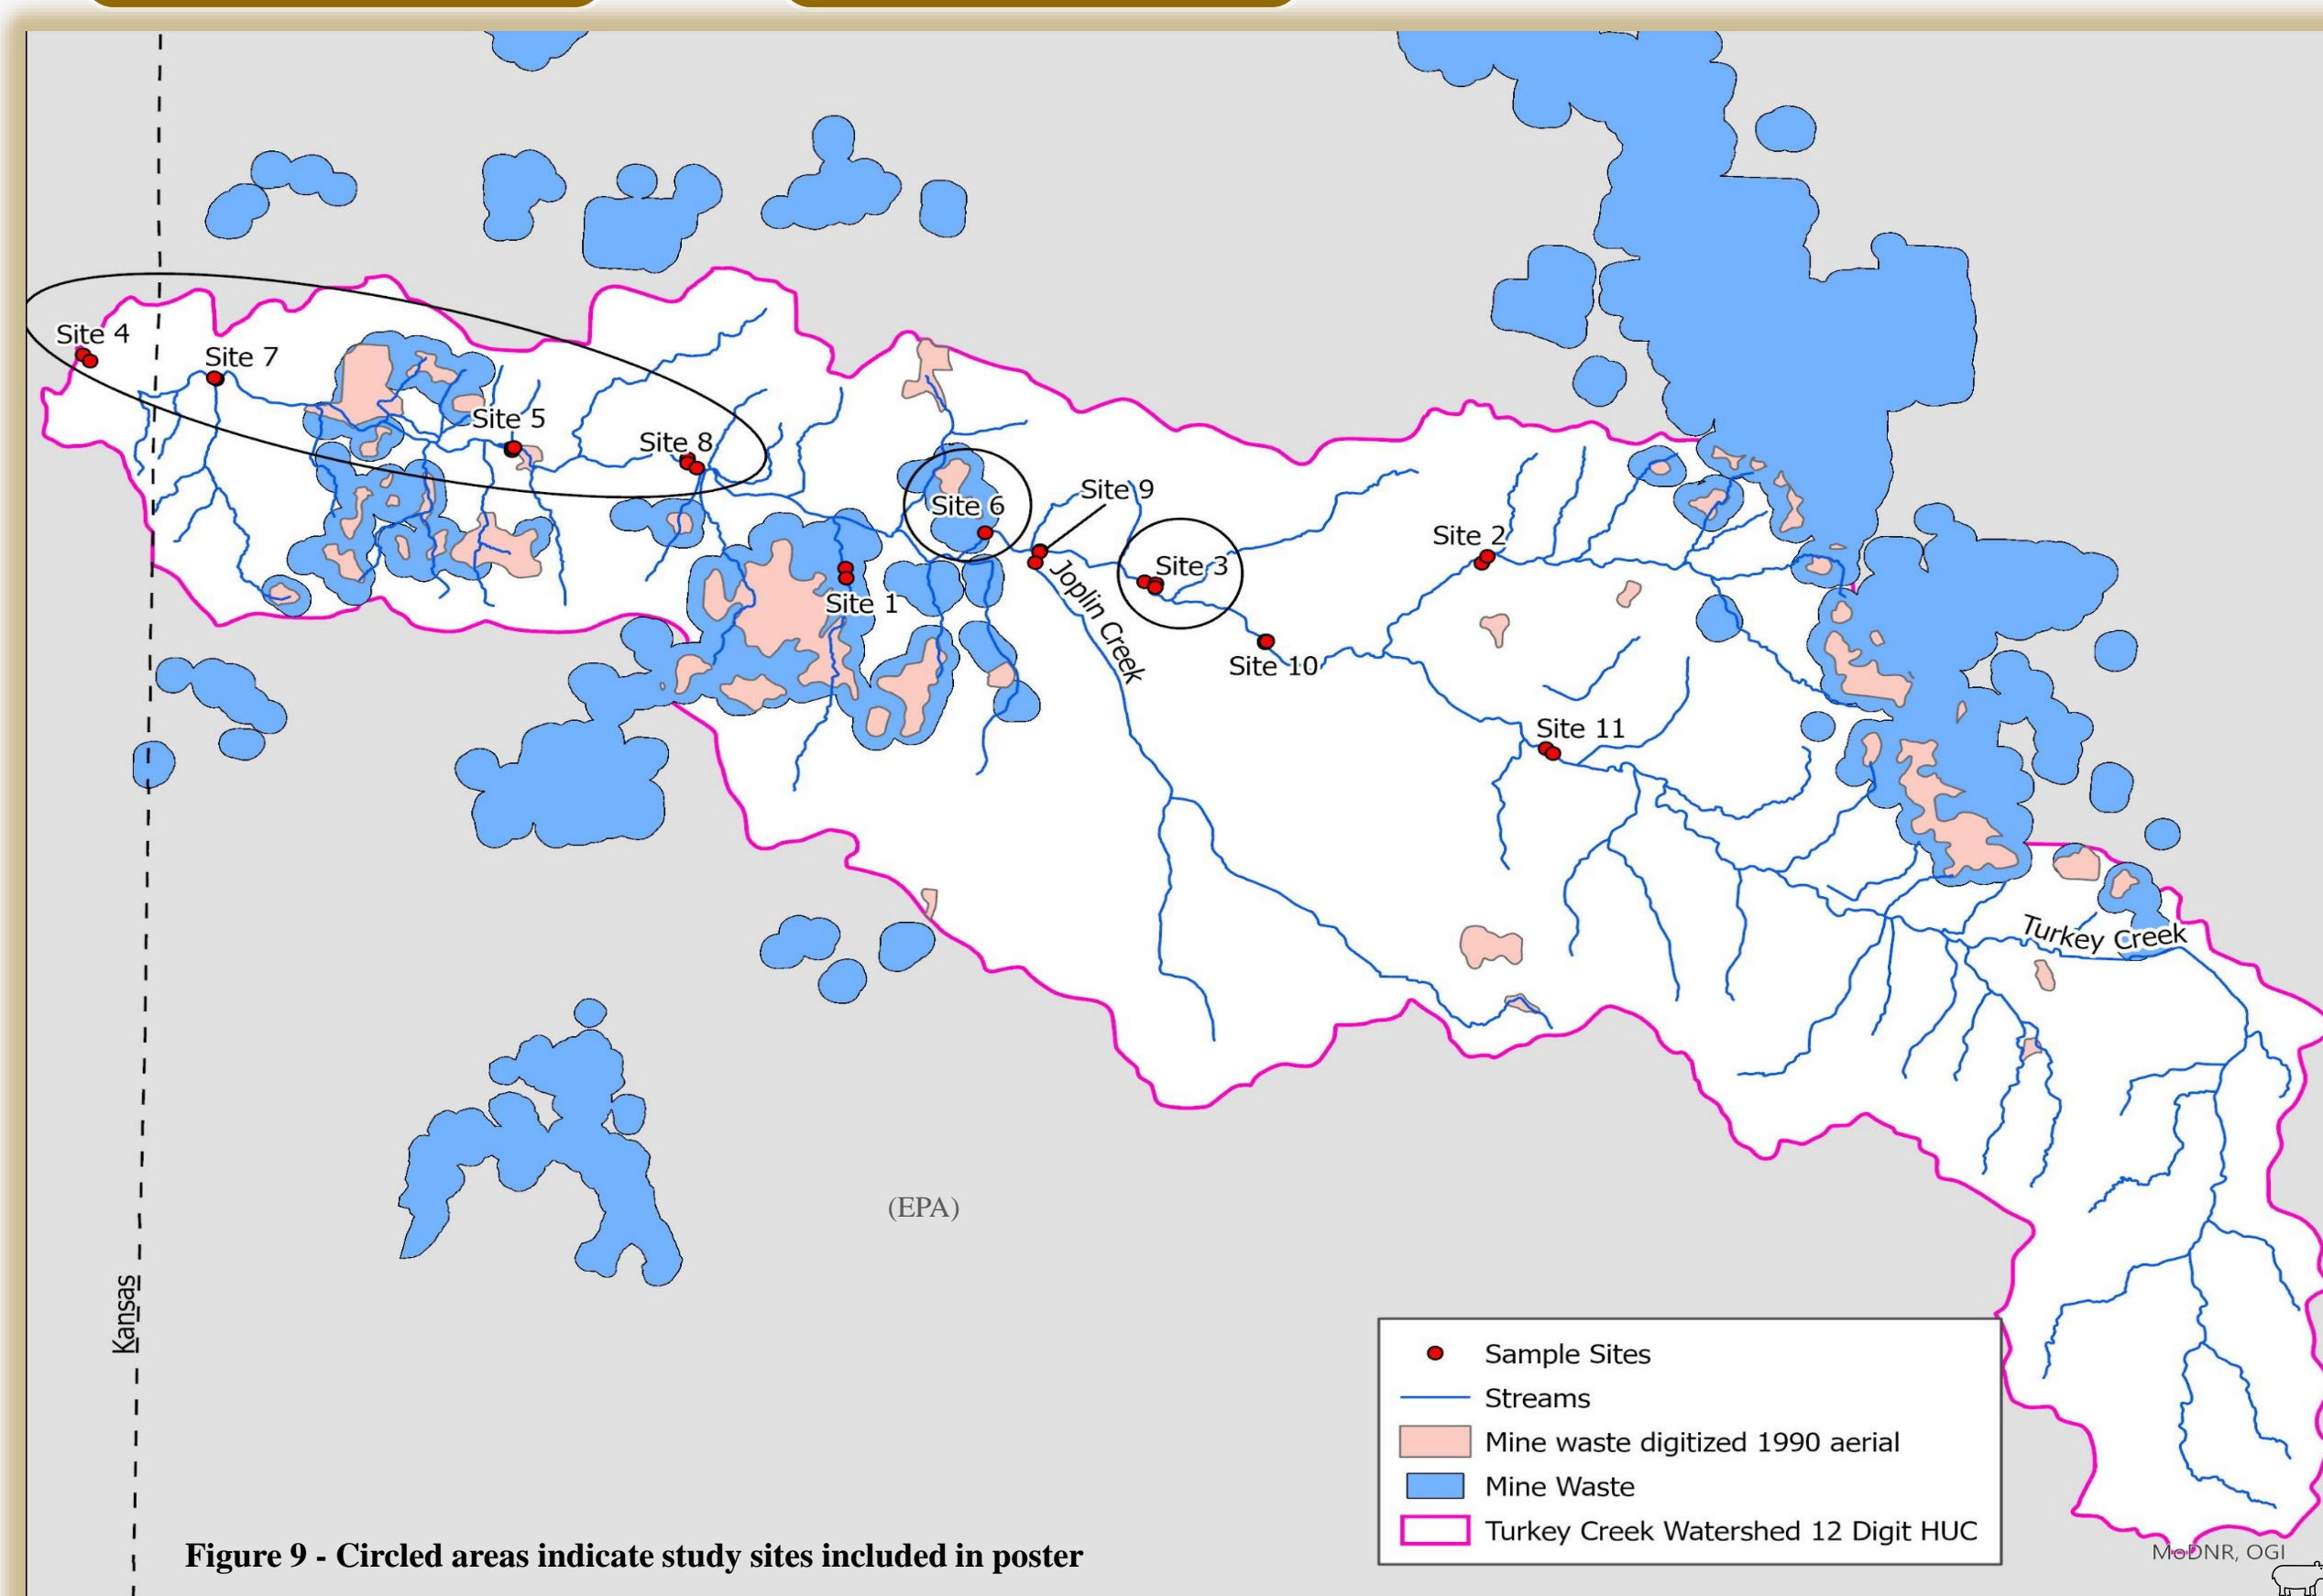 Site 4
Site 7
Site 5
Site 8
Site 6
Site 9
Site 3
Site 2
Site 1
Joplin Creek
Site 10
Site 11
Turkey Creek
(EPA)
Kansas
Sample Sites
Streams
Mine waste digitized 1990 aerial
Mine Waste
Turkey Creek Watershed 12 Digit HUC
Figure 9 - Circled areas indicate study sites included in poster
MoDNR, OGI